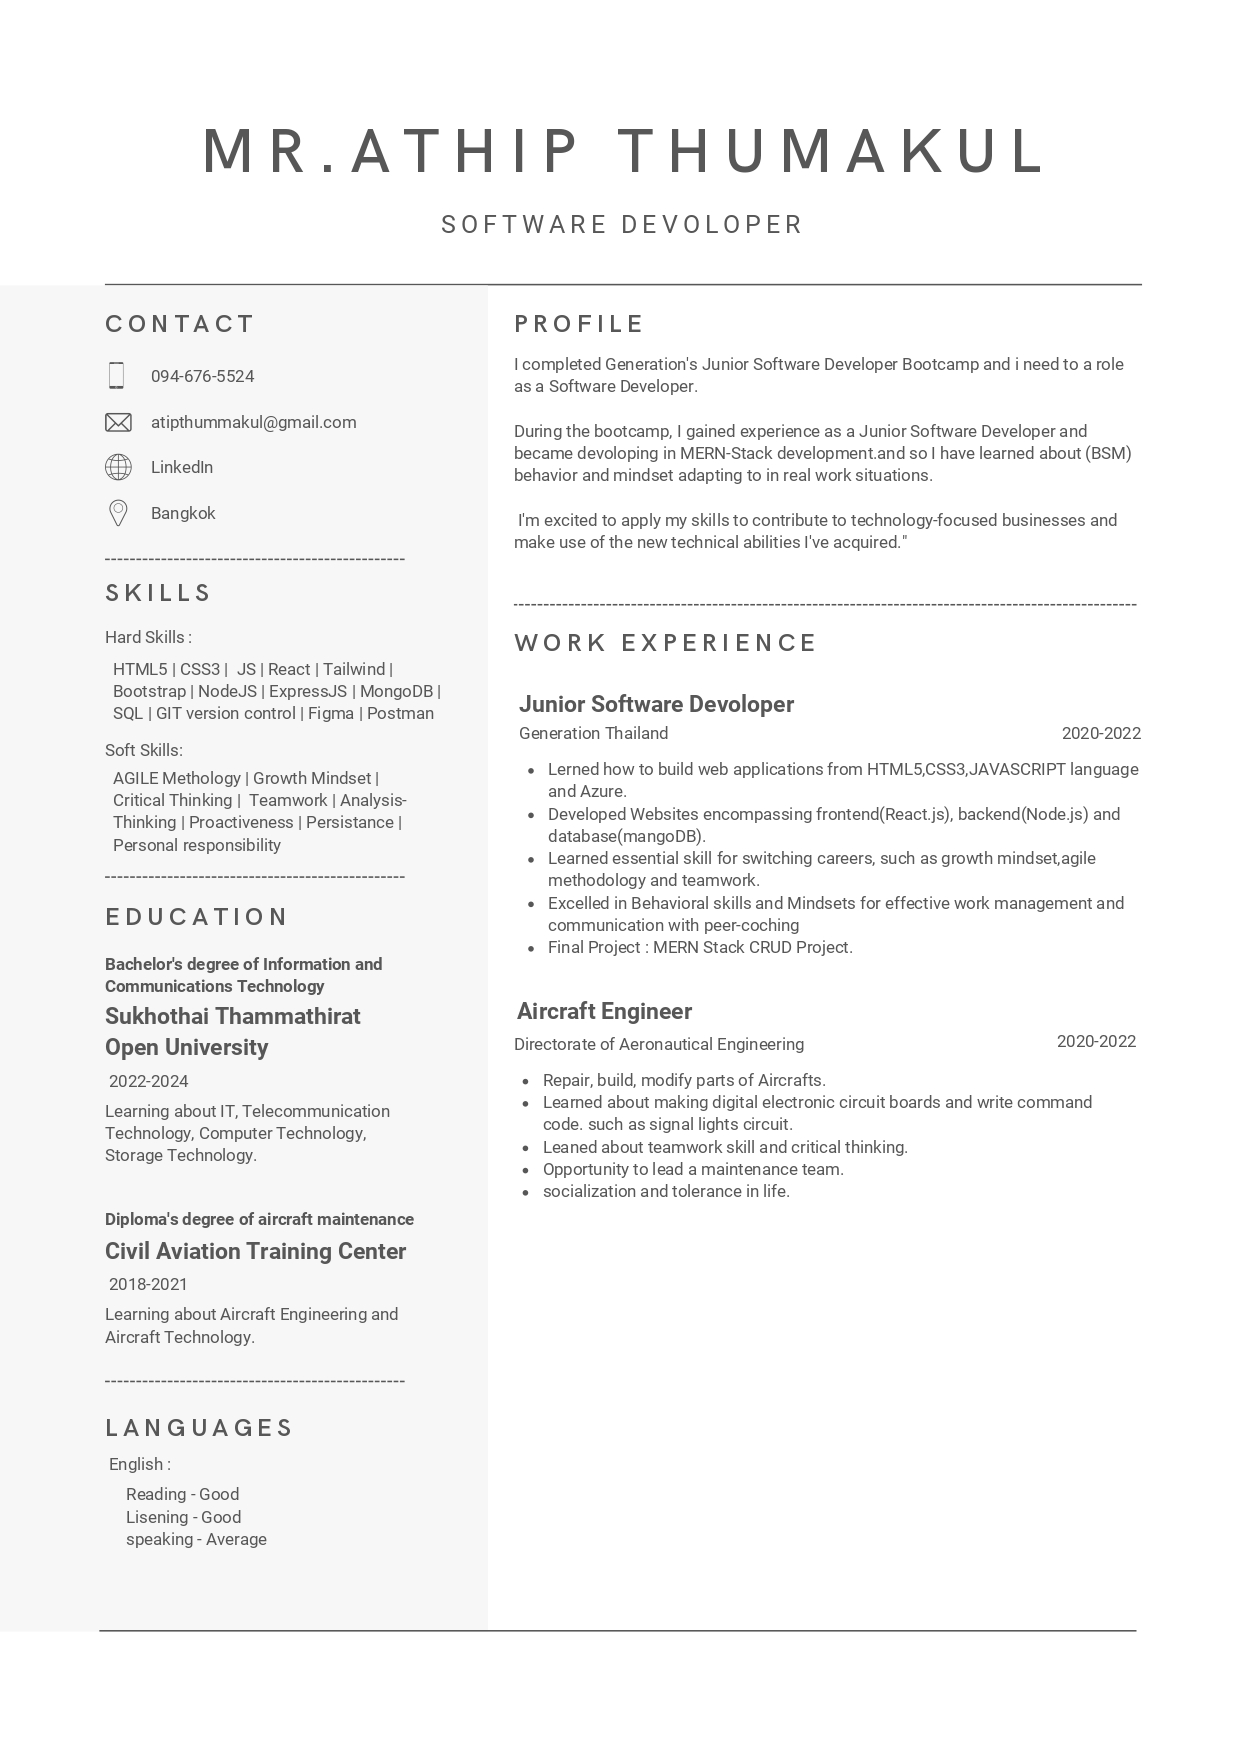 MR.ATHIP THUMAKUL
SOFTWARE DEVOLOPER
CONTACT
094-676-5524
atipthummakul@gmail.com
LinkedIn
Bangkok
------------------------------------------------
SKILLS
Hard Skills :
HTML5 | CSS3 |  JS | React | Tailwind |
Bootstrap | NodeJS | ExpressJS | MongoDB |
SQL | GIT version control | Figma | Postman
Soft Skills:
AGILE Methology | Growth Mindset |
Critical Thinking |  Teamwork | Analysis-
Thinking | Proactiveness | Persistance |
Personal responsibility
------------------------------------------------
EDUCATION
Bachelor's degree of Information and
Communications Technology
Sukhothai Thammathirat
Open University
2022-2024
Learning about IT, Telecommunication
Technology, Computer Technology,
Storage Technology.
Diploma's degree of aircraft maintenance
Civil Aviation Training Center
2018-2021
Learning about Aircraft Engineering and
Aircraft Technology.
------------------------------------------------
LANGUAGES
English :
Reading - Good
Lisening - Good
speaking - Average
PROFILE
I completed Generation's Junior Software Developer Bootcamp and i need to a role
as a Software Developer.
During the bootcamp, I gained experience as a Junior Software Developer and
became devoloping in MERN-Stack development.and so I have learned about (BSM)
behavior and mindset adapting to in real work situations.
I'm excited to apply my skills to contribute to technology-focused businesses and
make use of the new technical abilities I've acquired."
----------------------------------------------------------------------------------------------------
WORK EXPERIENCE
Junior Software Devoloper
Generation Thailand 2020-2022
• Lerned how to build web applications from HTML5,CSS3,JAVASCRIPT language
and Azure.
• Developed Websites encompassing frontend(React.js), backend(Node.js) and
database(mangoDB).
• Learned essential skill for switching careers, such as growth mindset,agile
methodology and teamwork.
• Excelled in Behavioral skills and Mindsets for effective work management and
communication with peer-coching
• Final Project : MERN Stack CRUD Project.
Aircraft Engineer
Directorate of Aeronautical Engineering 2020-2022
• Repair, build, modify parts of Aircrafts.
• Learned about making digital electronic circuit boards and write command
code. such as signal lights circuit.
• Leaned about teamwork skill and critical thinking.
• Opportunity to lead a maintenance team.
• socialization and tolerance in life.